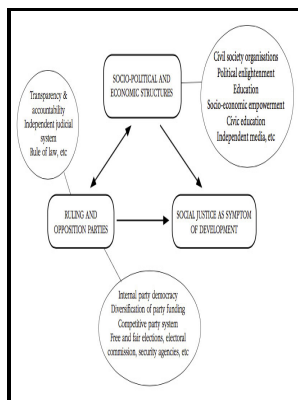 SOCIO-POLITICAL AND
ECONOMIC STRUCTURES
Civil society organisations
Political enlightenment
Education
Socio-economic empowerment
Civic education
Independent media, etc
Transparency &
accountability
Independent judicial
system
Rule of law, etc
RULING AND
OPPOSITION PARTIES
SOCIAL JUSTICE AS SYMPTOM
OF DEVELOPMENT
Internal party democracy
Diversification of party funding
Competitive party system
Free and fair elections, electoral
commission, security agencies, etc